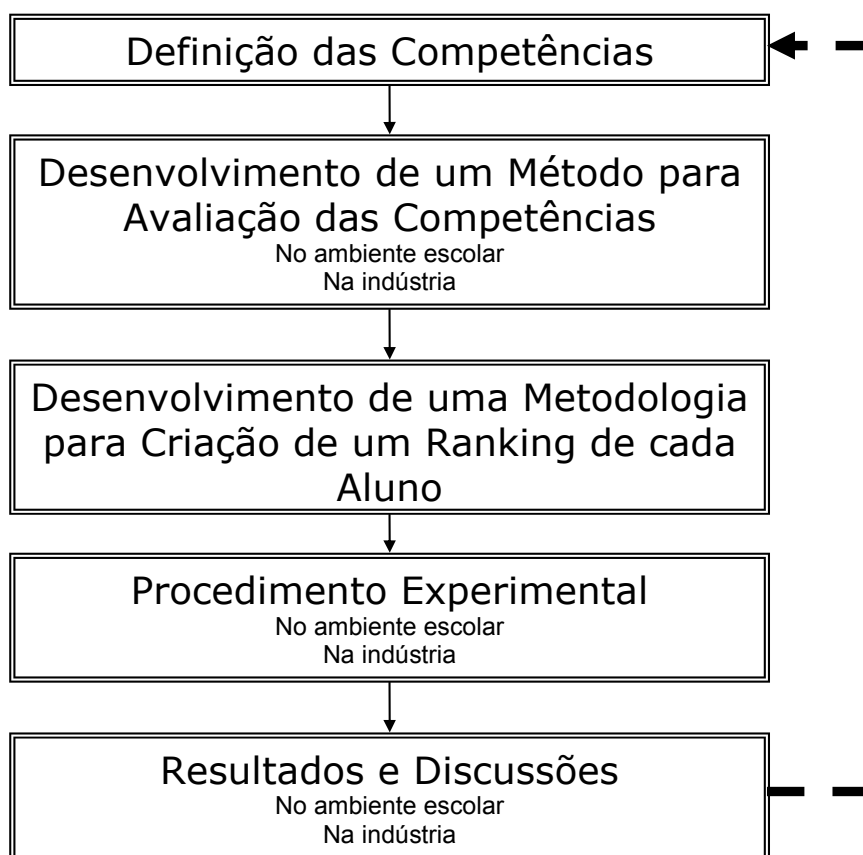 Definição das Competências
Desenvolvimento de um Método para
Avaliação das Competências
No ambiente escolar
Na indústria
Desenvolvimento de uma Metodologia
para Criação de um Ranking de cada
Aluno
Procedimento Experimental
No ambiente escolar
Na indústria
Resultados e Discussões
No ambiente escolar
Na indústria